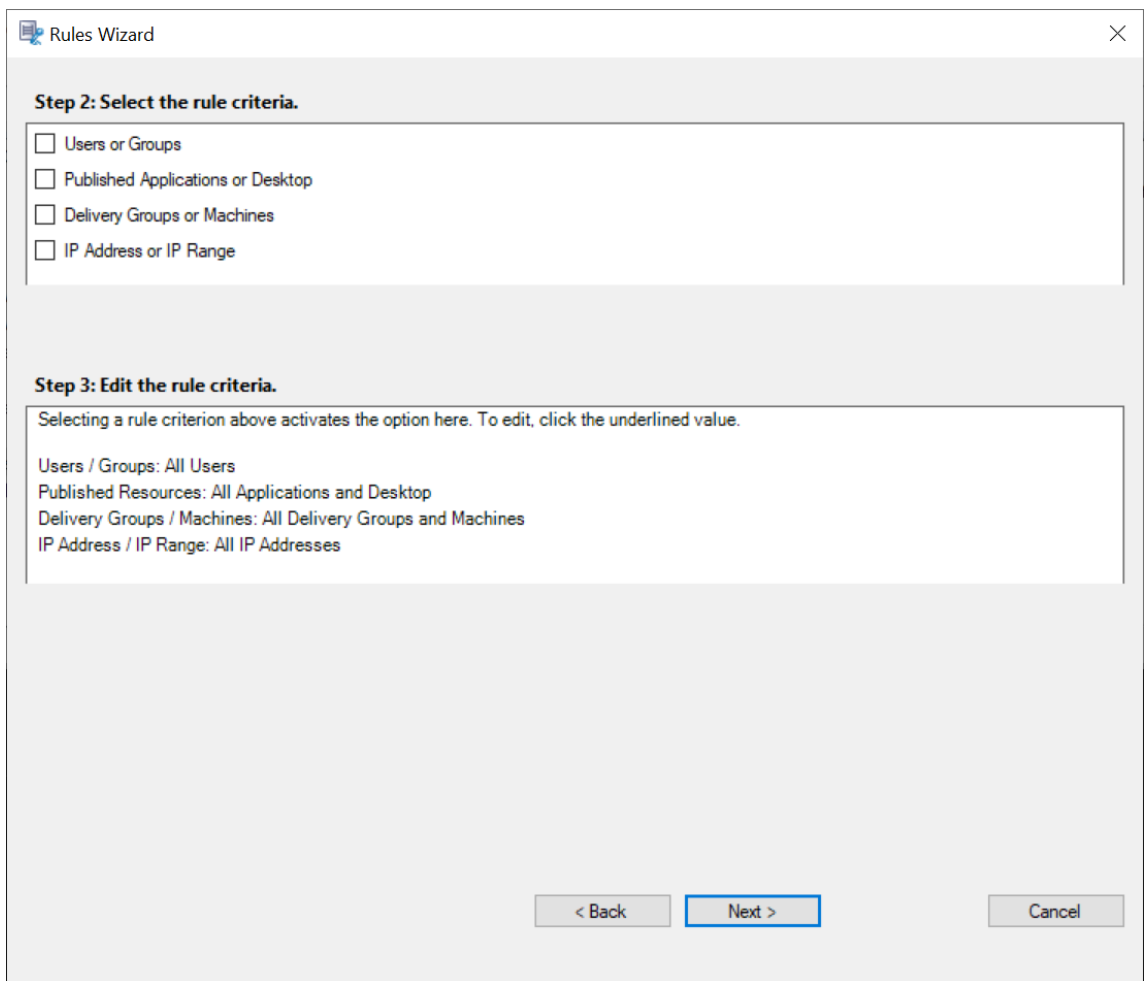 Rules Wizard
Step 2: Select the rule criteria.
Users or Groups
Published Applications or Desktop
Delivery Groups or Machines
IP Address or IP Range
Step 3: Edit the rule criteria.
Selecting a rule criterion above activates the option here. To edit, click the underlined value.
Users / Groups: All Users
Published Resources: All Applications and Desktop
Delivery Groups / Machines: All Delivery Groups and Machines
IP Address / IP Range: All IP Addresses
< Back Next > Cancel